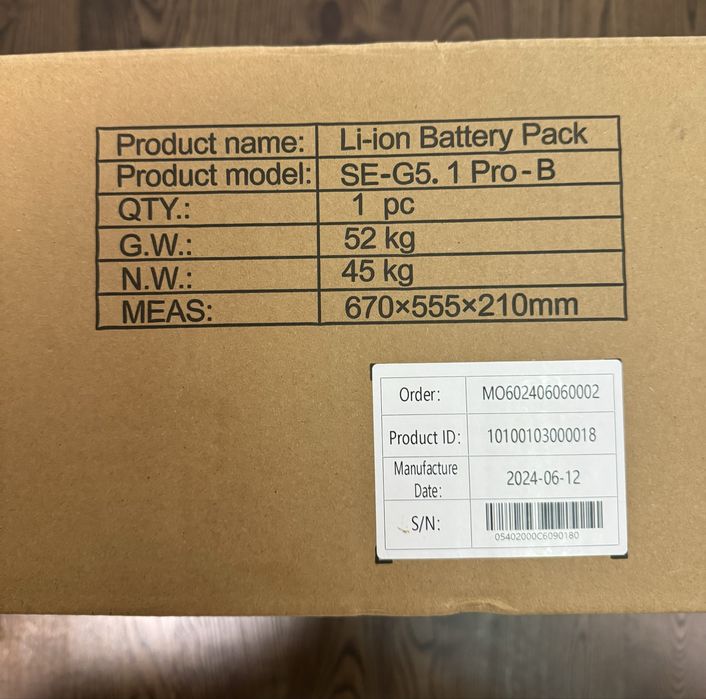 Product name: Li-ion Battery Pack
Product model: SE-G5. 1 Pro-B
QTY.: 1 pc
G.W.: 52 kg
N.W.: 45 kg
MEAS: 670×555×210mm
Order: MO602406060002
Product ID: 10100103000018
Manufacture
Date: 2024-06-12
S/N:
05402000C6090180